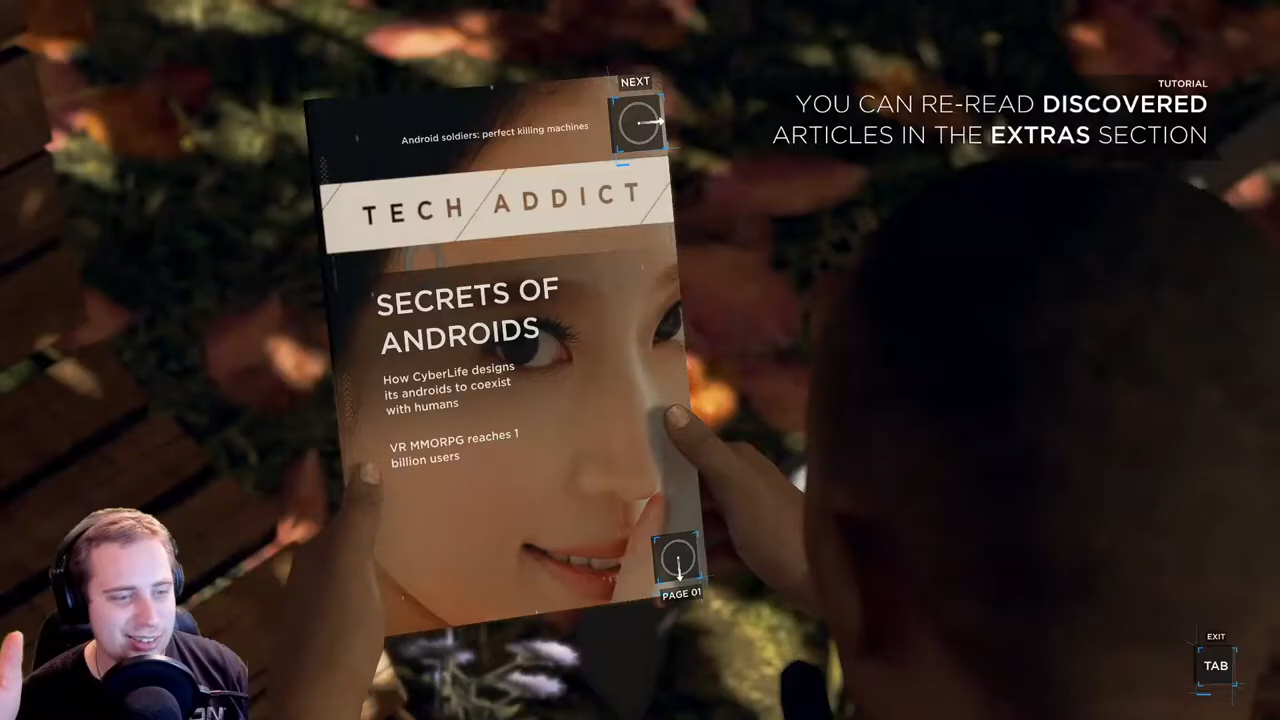 NEXT
Android soldiers: perfect killing machines
TECH ADDICT
SECRETS OF
ANDROIDS
How CyberLife designs
its androids to coexist
with humans
VR MMORPG reaches 1
billion users
PAGE 01
TUTORIAL
YOU CAN RE-READ DISCOVERED
ARTICLES IN THE EXTRAS SECTION
EXIT
TAB